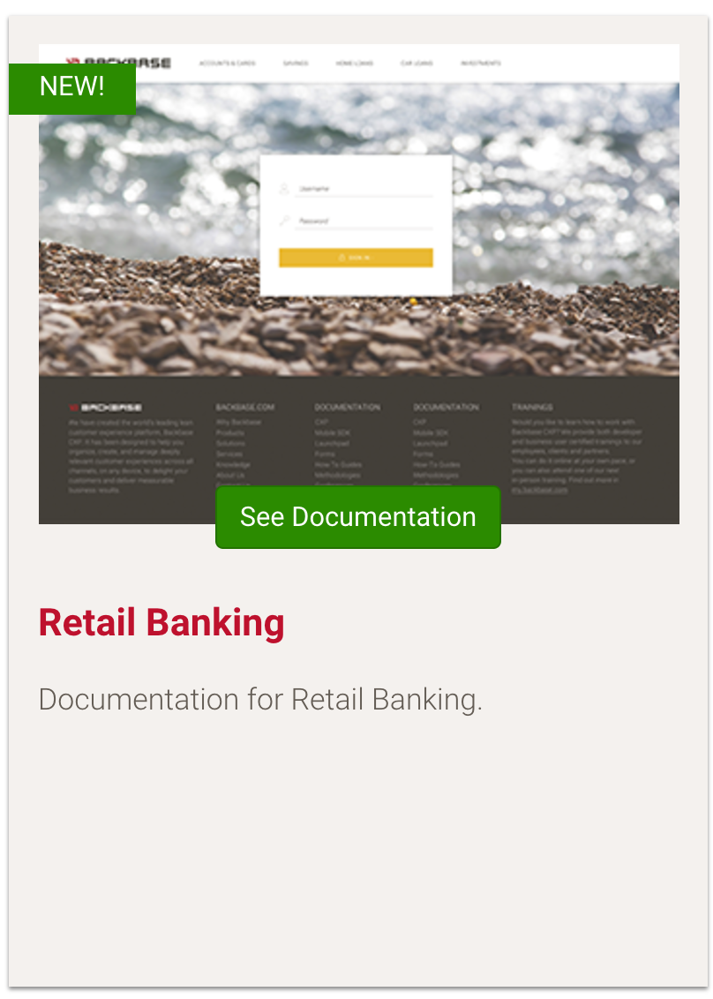 BACKBASE
ACCOUNTS & CARDS SAVINGS HOME LOANS CAR LOANS INVESTMENTS
NEW!
Username
Password
SIGN IN
BACKBASE
We have created the world's leading lean
customer experience platform, Backbase
CXP. It has been designed to help you
organize, create, and manage deeply
relevant customer experiences across all
channels, on any device, to delight your
customers and deliver measurable
business results.
BACKBASE.COM
Why Backbase
Products
Solutions
Services
Knowledge
About Us
DOCUMENTATION
CXP
Mobile SDK
Launchpad
Forms
How-To Guides
Methodologies
DOCUMENTATION
CXP
Mobile SDK
Launchpad
Forms
How-To Guides
Methodologies
TRAININGS
Would you like to learn how to work with
Backbase CXP? We provide both developer
and business user certified trainings to our
employees, clients and partners.
You can do it online at your own pace, or
you can also attend one of our next
in-person training. Find out more in
my.backbase.com
See Documentation
Retail Banking
Documentation for Retail Banking.